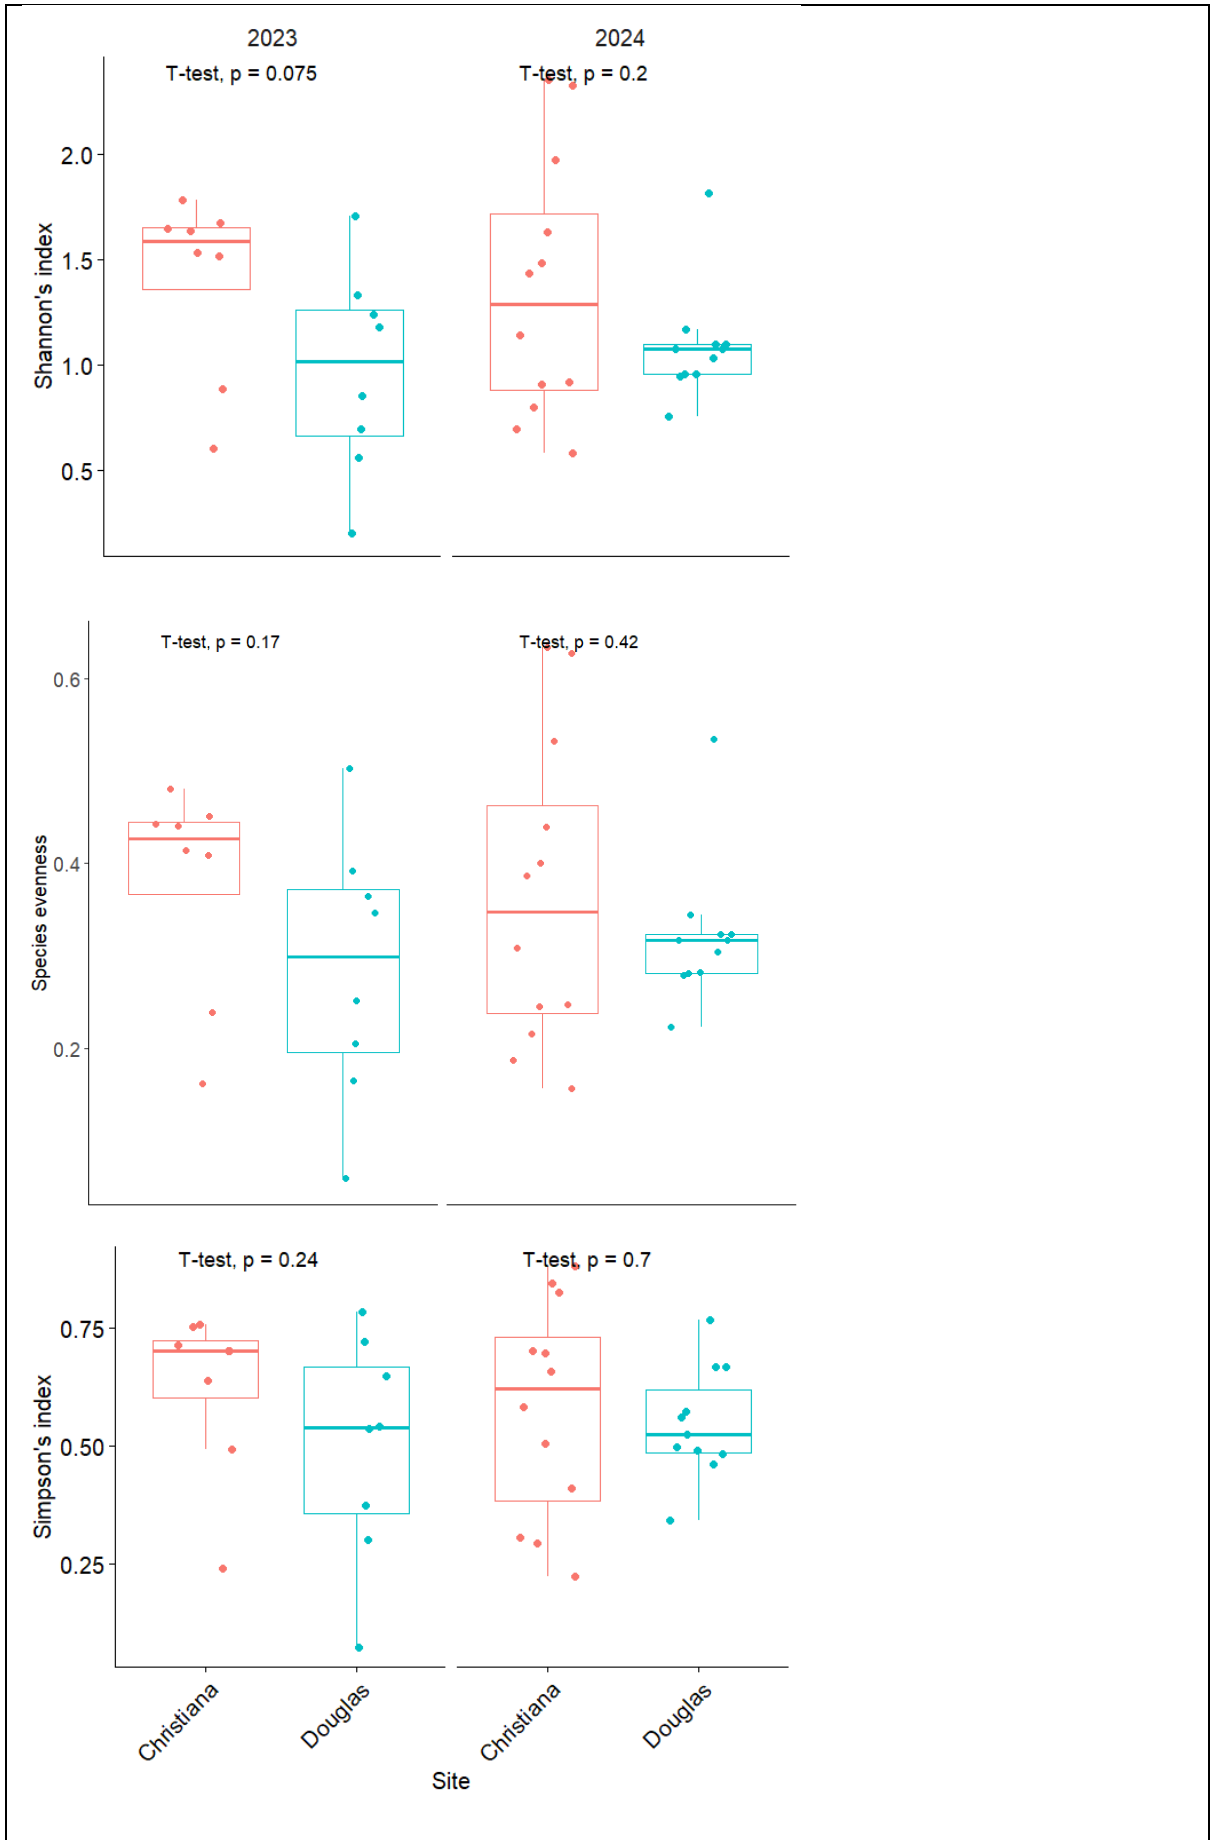 2023 2024
T-test, p = 0.075 T-test, p = 0.2
2.0
1.5
1.0
0.5
Shannon's index
T-test, p = 0.17 T-test, p = 0.42
0.6
0.4
0.2
Species evenness
T-test, p = 0.24 T-test, p = 0.7
0.75
0.50
0.25
Simpson's index
Christiana Douglas Christiana Douglas
Site